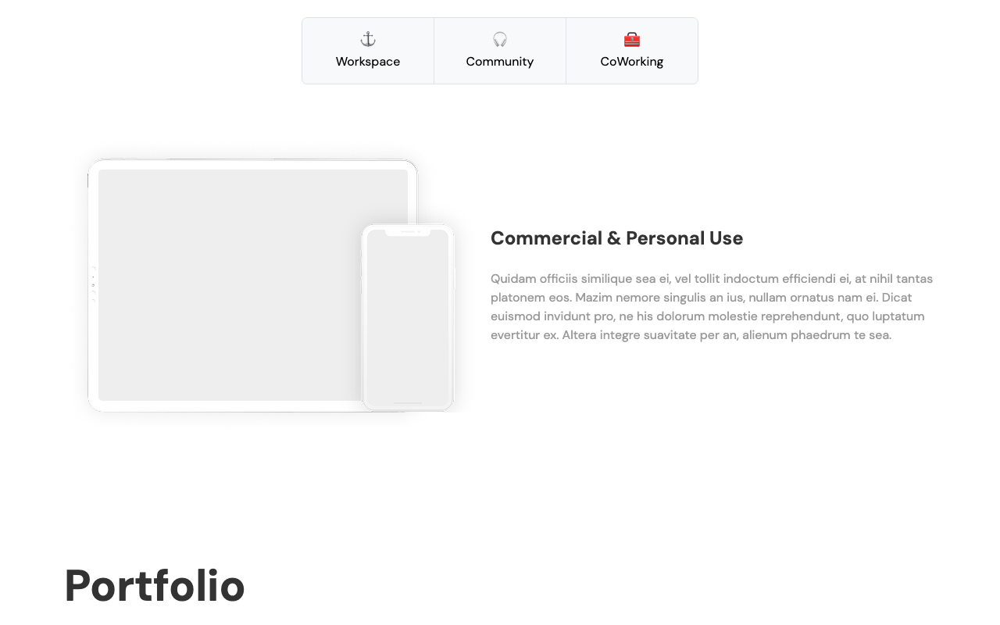 Workspace
Community
CoWorking
Commercial & Personal Use
Quidam officiis similique sea ei, vel tollit indoctum efficiendi ei, at nihil tantas
platonem eos. Mazim nemore singulis an ius, nullam ornatus nam ei. Dicat
euismod invidunt pro, ne his dolorum molestie reprehendunt, quo luptatum
evertitur ex. Altera integre suavitate per an, alienum phaedrum te sea.
Portfolio